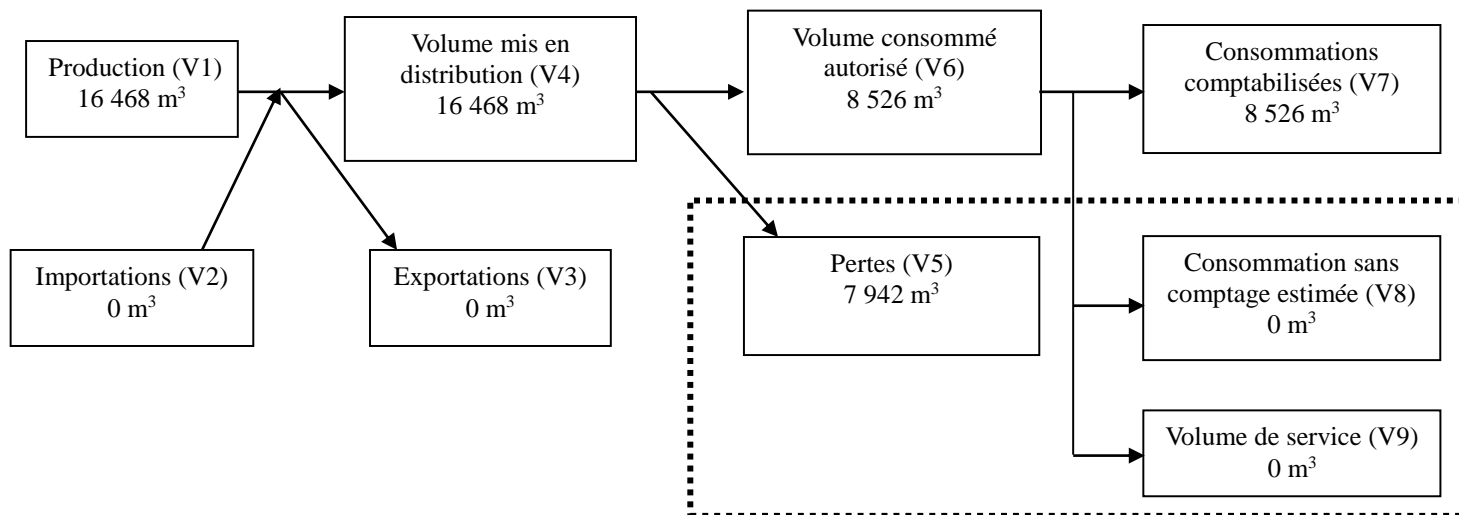 Production (V1)
16 468 m³
Volume mis en
distribution (V4)
16 468 m³
Volume consommé
autorisé (V6)
8 526 m³
Consommations
comptabilisées (V7)
8 526 m³
Importations (V2)
0 m³
Exportations (V3)
0 m³
Pertes (V5)
7 942 m³
Consommation sans
comptage estimée (V8)
0 m³
Volume de service (V9)
0 m³